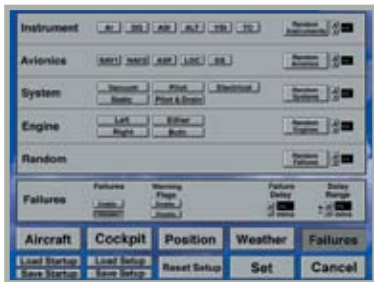 Instrument AI DG ADI ALT VSI TC Random Instruments
Avionics NAV1 NAV2 ADF LOC GS Random Avionics
System Vacuum Pitot Electrical Random Systems
Static Pitot & Drain
Engine Left Either Random Engines
Right Both
Random Random Failures
Failures Failures Warning Flags Failure Delay Delay Range
Aircraft Cockpit Position Weather Failures
Load Startup Load Setup Reset Setup Set Cancel
Save Startup Save Setup